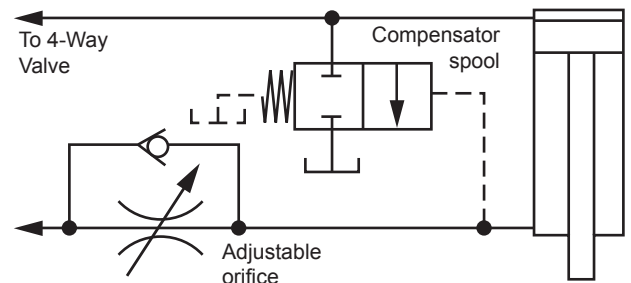 To 4-Way
Valve
Compensator
spool
Adjustable
orifice